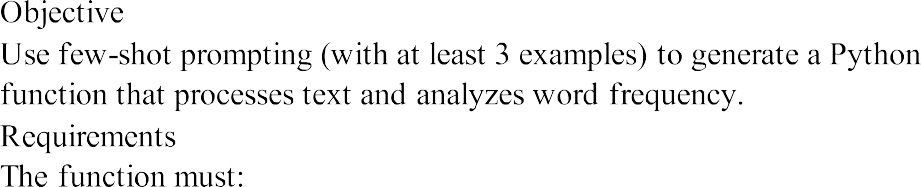 Objective
Use few-shot prompting (with at least 3 examples) to generate a Python
function that processes text and analyzes word frequency.
Requirements
The function must: